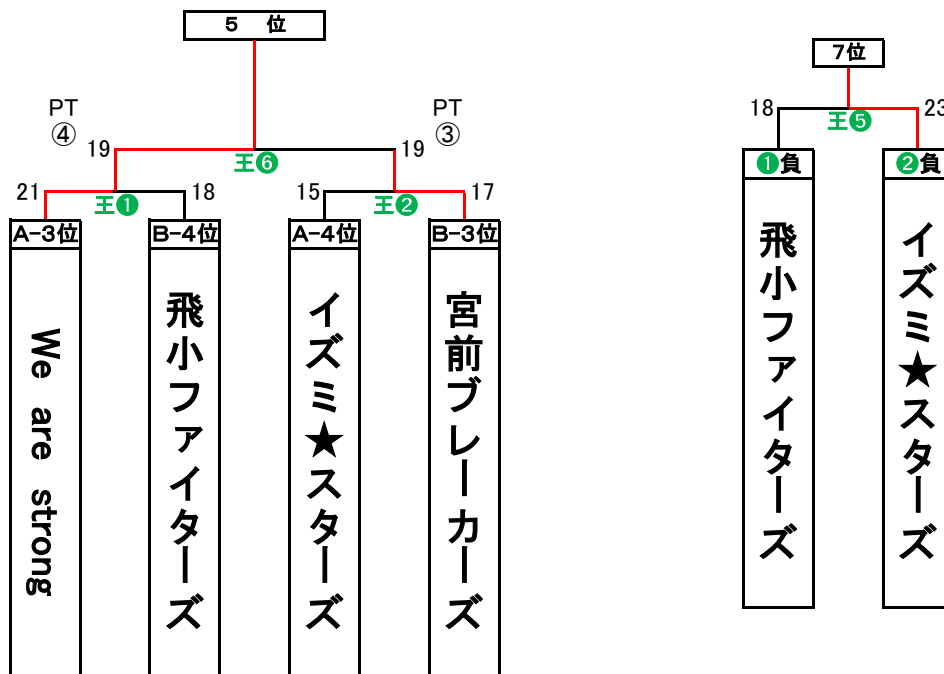 5 位
7位
PT
④
PT
③
19
王❻
19
18
王❺
23
21
王❶
18
15
王❷
17
❶負
❷負
A-3位
B-4位
A-4位
B-3位
We are strong
飛小ファイターズ
イズミ★スターズ
宮前ブレーカーズ
飛小ファイターズ
イズミ★スターズ